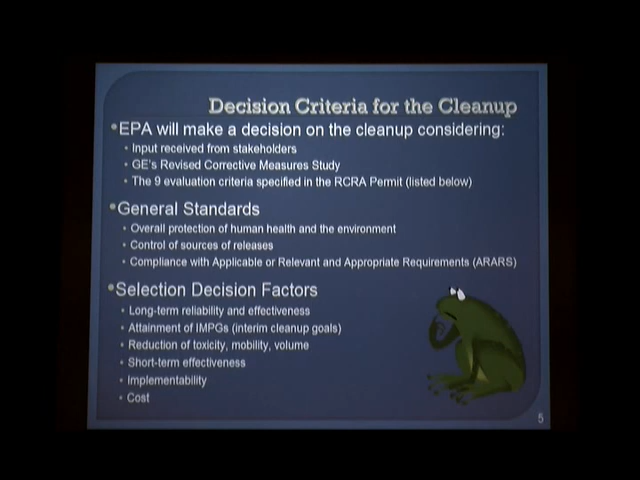 Decision Criteria for the Cleanup
EPA will make a decision on the cleanup considering:
Input received from stakeholders
GE's Revised Corrective Measures Study
The 9 evaluation criteria specified in the RCRA Permit (listed below)
General Standards
Overall protection of human health and the environment
Control of sources of releases
Compliance with Applicable or Relevant and Appropriate Requirements (ARARS)
Selection Decision Factors
Long-term reliability and effectiveness
Attainment of IMPGs (interim cleanup goals)
Reduction of toxicity, mobility, volume
Short-term effectiveness
Implementability
Cost
5